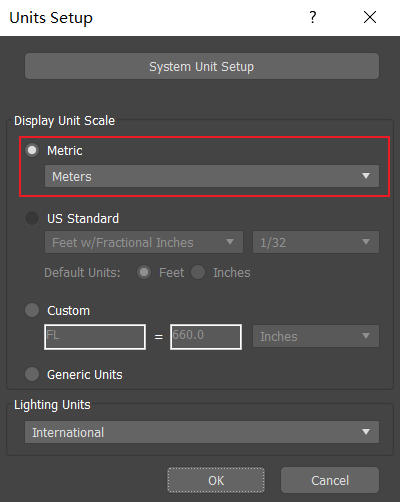 Units Setup ?
System Unit Setup
Display Unit Scale
Metric
Meters
US Standard
Feet w/Fractional Inches 1/32
Default Units: Feet Inches
Custom
FL = 660.0 Inches
Generic Units
Lighting Units
International
OK Cancel